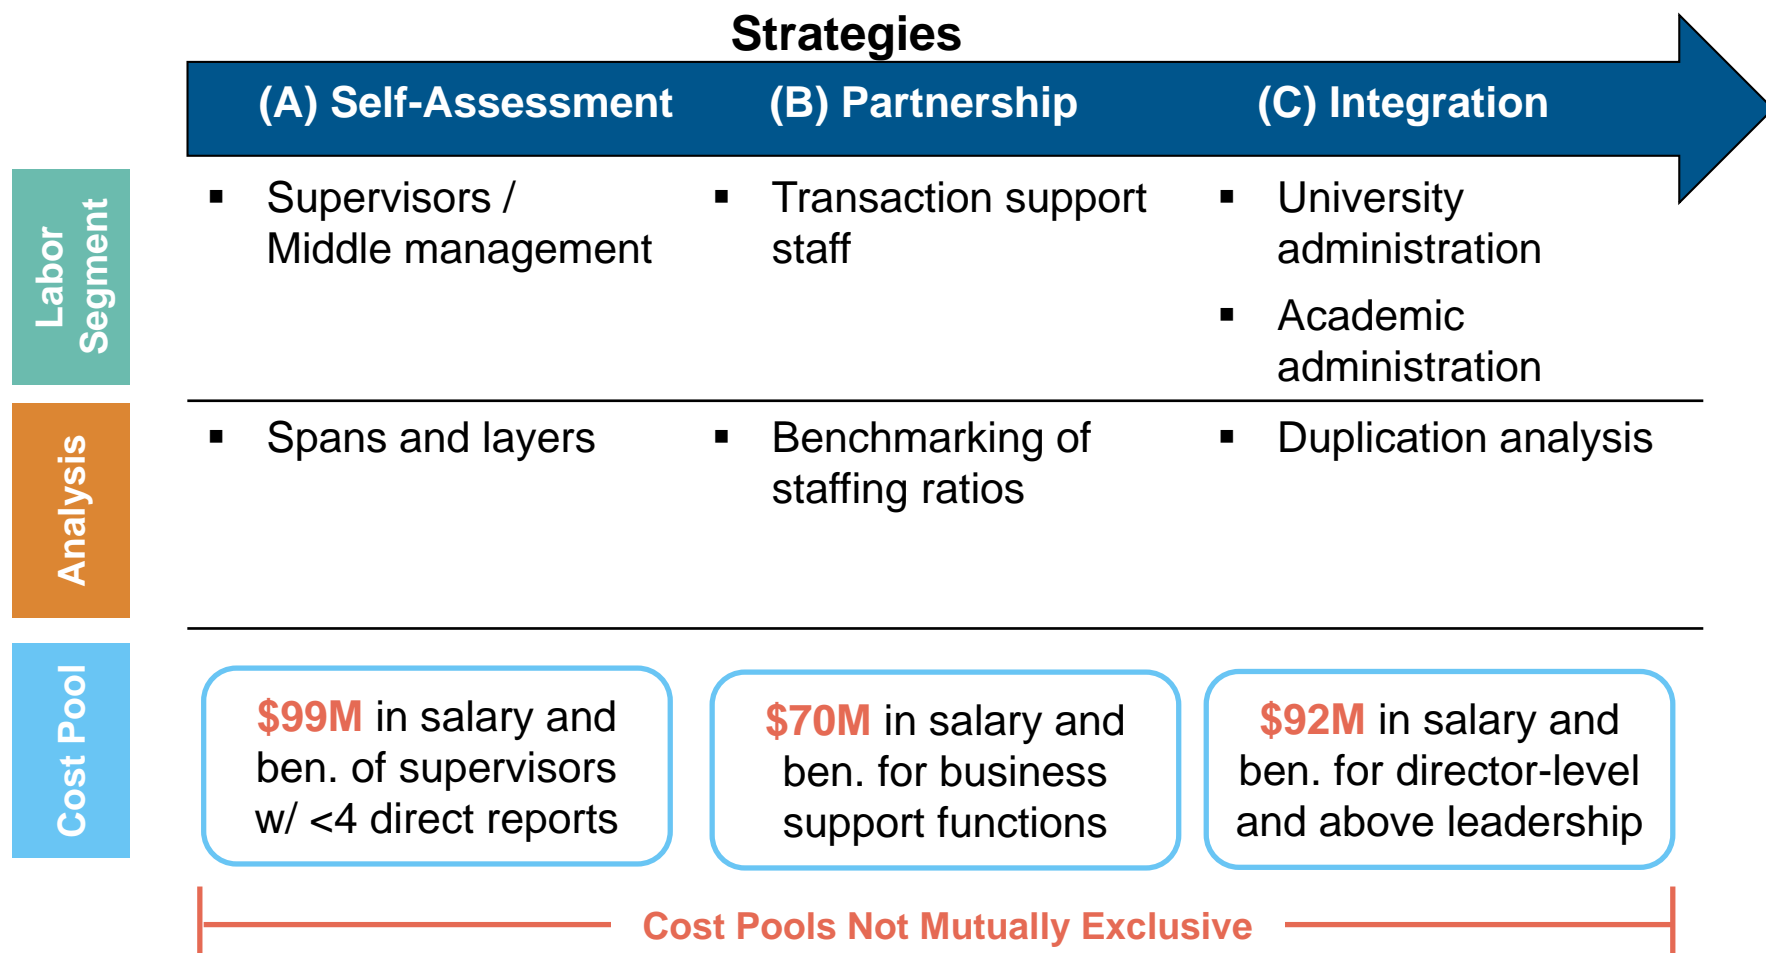 Strategies
(A) Self-Assessment
(B) Partnership
(C) Integration
Labor
Segment
▪ Supervisors /
Middle management
▪ Transaction support
staff
▪ University
administration
▪ Academic
administration
Analysis
▪ Spans and layers
▪ Benchmarking of
staffing ratios
▪ Duplication analysis
Cost Pool
$99M in salary and
ben. of supervisors
w/ <4 direct reports
$70M in salary and
ben. for business
support functions
$92M in salary and
ben. for director-level
and above leadership
Cost Pools Not Mutually Exclusive